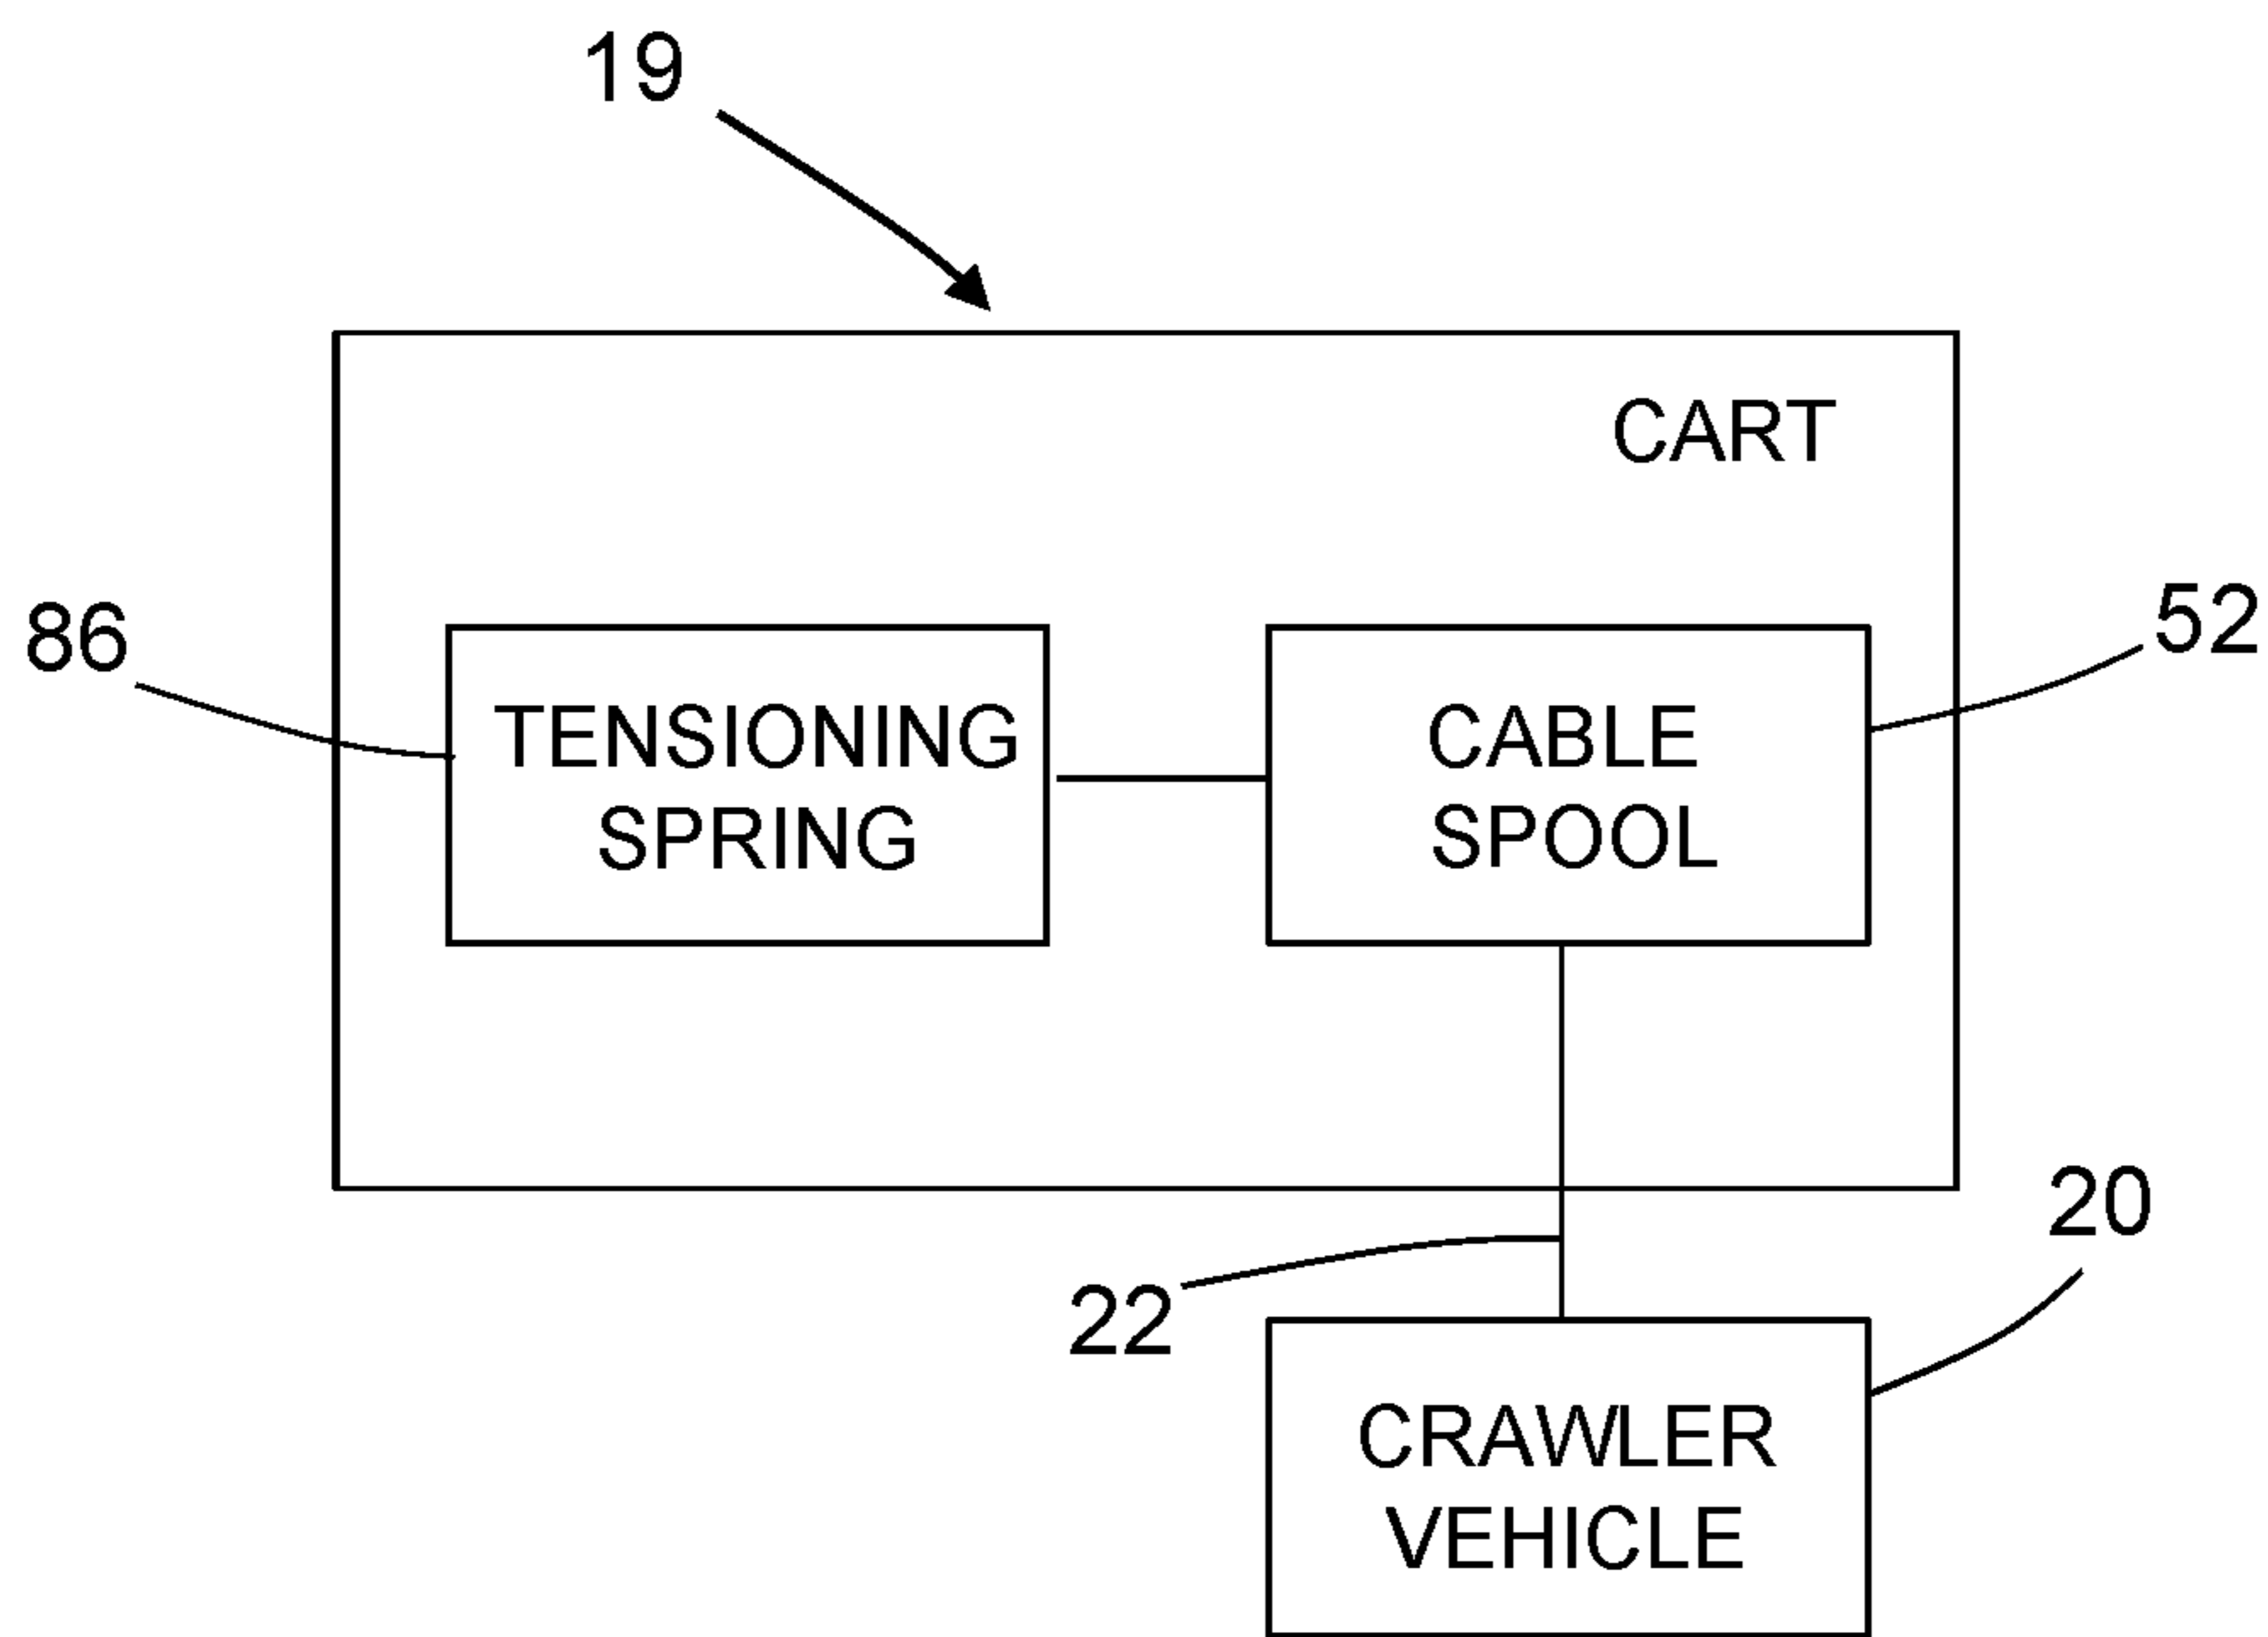 19
CART
86
52
TENSIONING
SPRING
CABLE
SPOOL
20
22
CRAWLER
VEHICLE